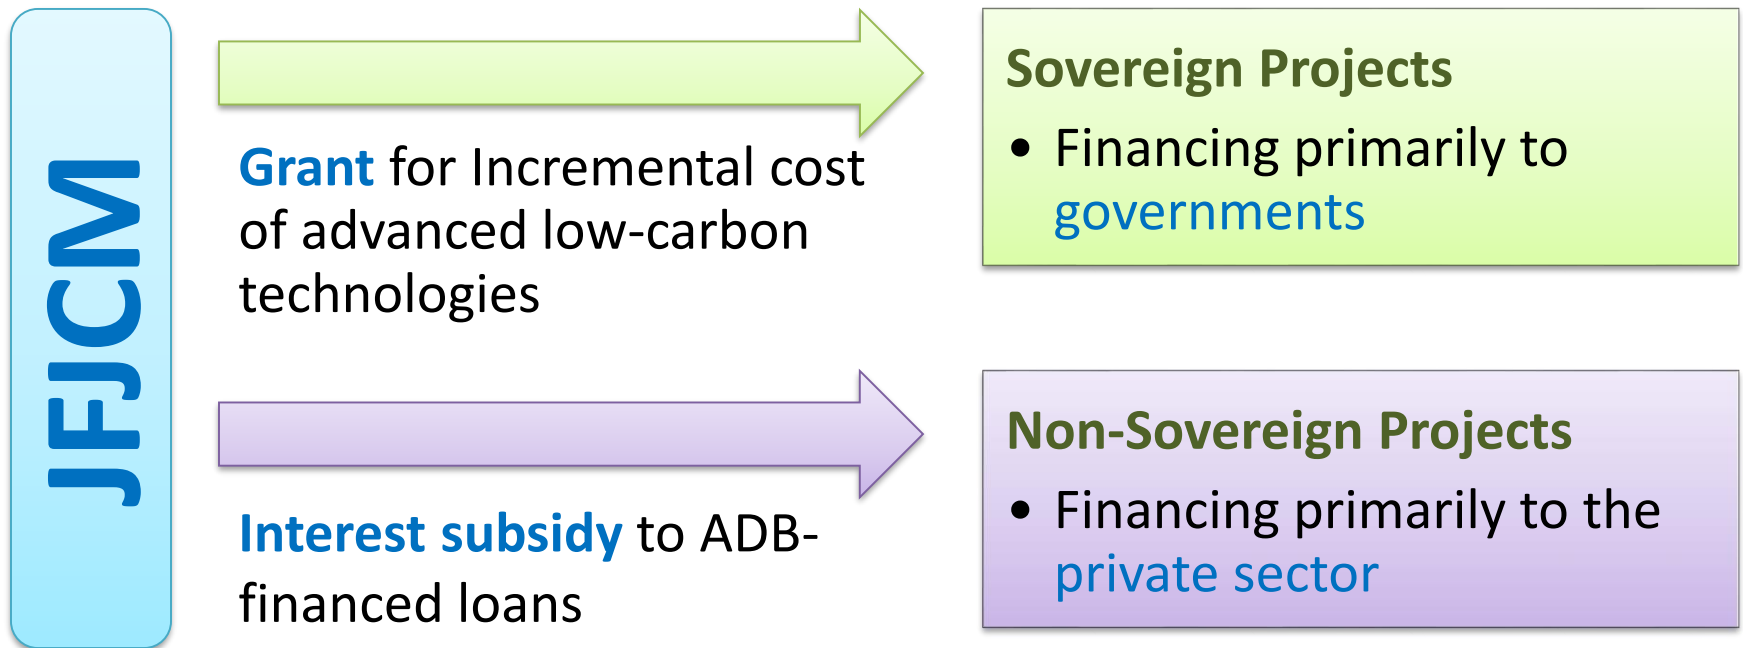 JFJCM
Grant for Incremental cost
of advanced low-carbon
technologies
Sovereign Projects
• Financing primarily to
governments
Interest subsidy to ADB-
financed loans
Non-Sovereign Projects
• Financing primarily to the
private sector